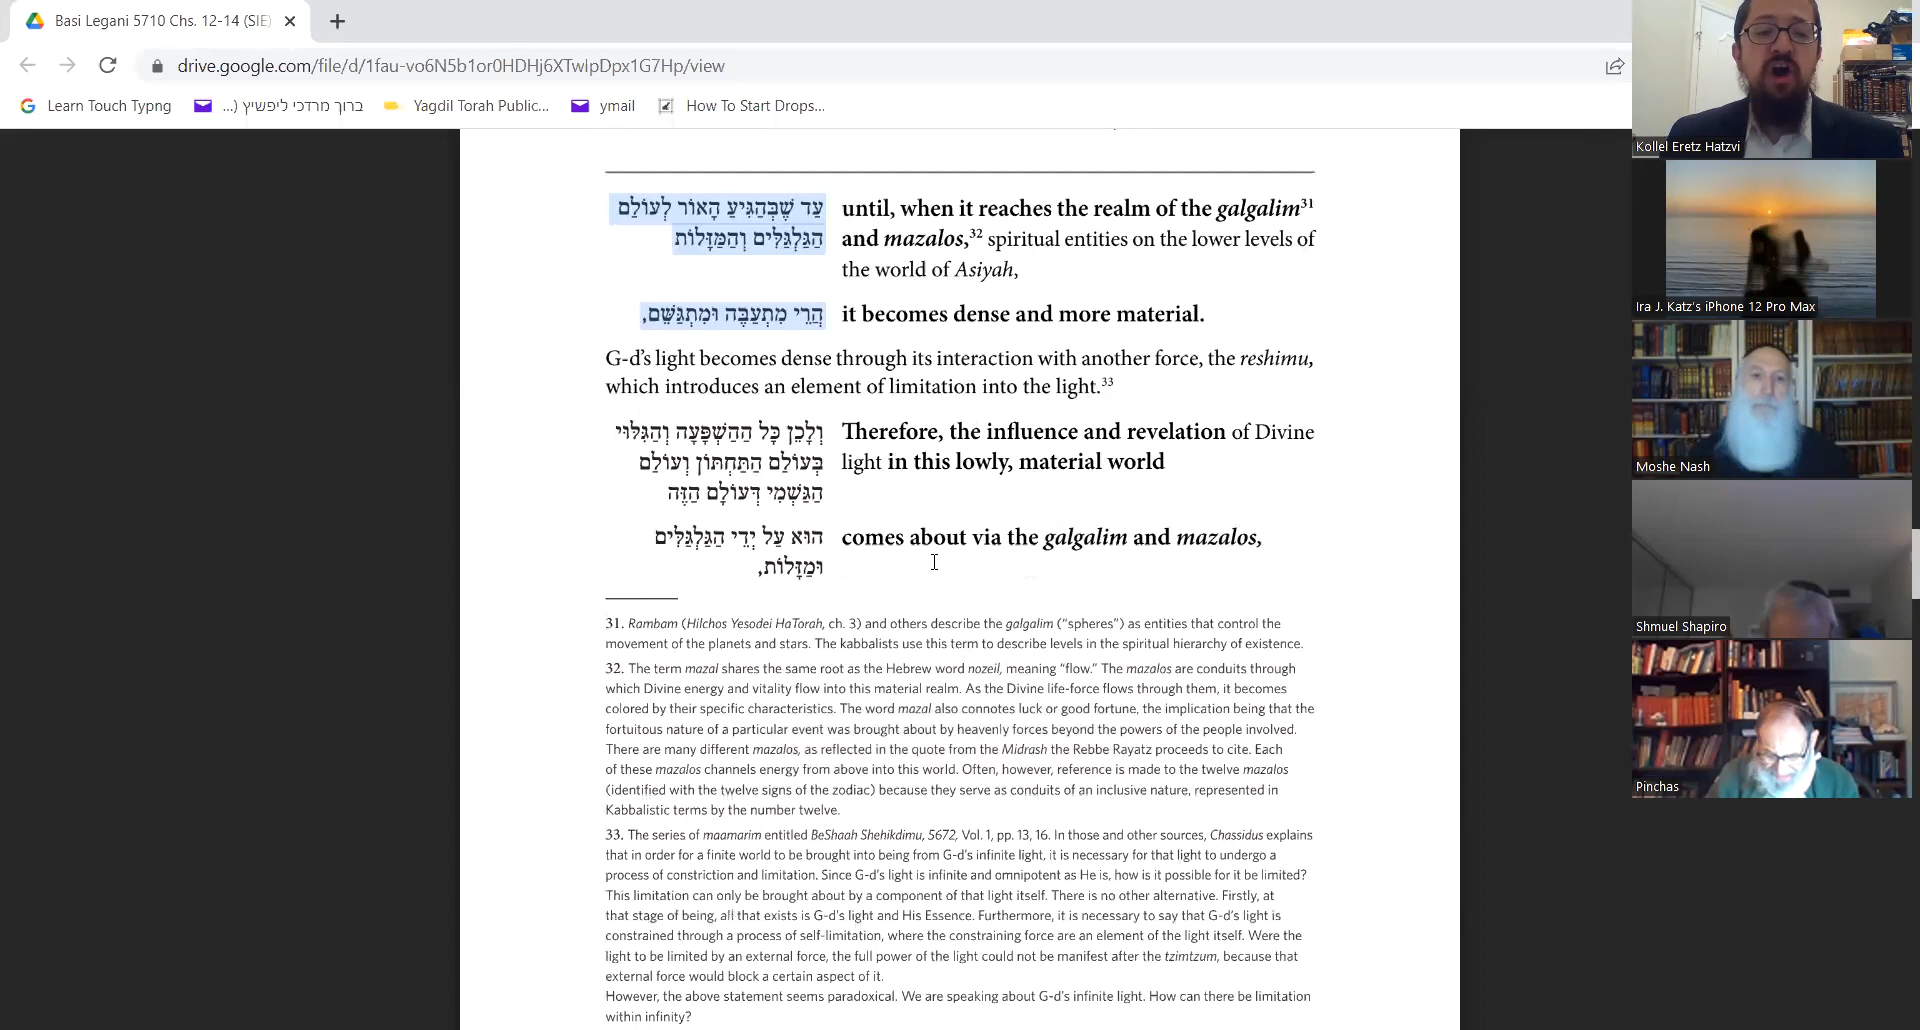 Basi Legani 5710 Chs. 12-14 (SIE)
drive.google.com/file/d/1fau-vo6N5b1or0HDHj6XTwIpDpx1G7Hp/view
Learn Touch Typng
ברוך מרדכי ליפשיץ (...
Yagdil Torah Public...
ymail
How To Start Drops...
עַד שֶׁבְּהַגִּיעַ הָאוֹר לְעוֹלַם
הַגַּלְגַּלִּים וְהַמַּזָּלוֹת
until, when it reaches the realm of the galgalim31
and mazalos,32 spiritual entities on the lower levels of
the world of Asiyah,
הֲרֵי מִתְעַבֶּה וּמִתְגַּשֵּׁם,
it becomes dense and more material.
G-d's light becomes dense through its interaction with another force, the reshimu,
which introduces an element of limitation into the light.33
וְלָכֵן כָּל הַהַשְׁפָּעָה וְהַגִּלּוּי
בְּעוֹלַם הַתַּחְתּוֹן וְעוֹלַם
הַגַּשְׁמִי דְּעוֹלָם הַזֶּה
Therefore, the influence and revelation of Divine
light in this lowly, material world
הוּא עַל יְדֵי הַגַּלְגַּלִּים
וּמַזָּלוֹת,
comes about via the galgalim and mazalos,
31. Rambam (Hilchos Yesodei HaTorah, ch. 3) and others describe the galgalim (“spheres”) as entities that control the
movement of the planets and stars. The kabbalists use this term to describe levels in the spiritual hierarchy of existence.
32. The term mazal shares the same root as the Hebrew word nozeil, meaning “flow.” The mazalos are conduits through
which Divine energy and vitality flow into this material realm. As the Divine life-force flows through them, it becomes
colored by their specific characteristics. The word mazal also connotes luck or good fortune, the implication being that the
fortuitous nature of a particular event was brought about by heavenly forces beyond the powers of the people involved.
There are many different mazalos, as reflected in the quote from the Midrash the Rebbe Rayatz proceeds to cite. Each
of these mazalos channels energy from above into this world. Often, however, reference is made to the twelve mazalos
(identified with the twelve signs of the zodiac) because they serve as conduits of an inclusive nature, represented in
Kabbalistic terms by the number twelve.
33. The series of maamarim entitled BeShaah Shehikdimu, 5672, Vol. 1, pp. 13, 16. In those and other sources, Chassidus explains
that in order for a finite world to be brought into being from G-d's infinite light, it is necessary for that light to undergo a
process of constriction and limitation. Since G-d's light is infinite and omnipotent as He is, how is it possible for it be limited?
This limitation can only be brought about by a component of that light itself. There is no other alternative. Firstly, at
that stage of being, all that exists is G-d's light and His Essence. Furthermore, it is necessary to say that G-d's light is
constrained through a process of self-limitation, where the constraining force are an element of the light itself. Were the
light to be limited by an external force, the full power of the light could not be manifest after the tzimtzum, because that
external force would block a certain aspect of it.
However, the above statement seems paradoxical. We are speaking about G-d's infinite light. How can there be limitation
within infinity?
Kollel Eretz Hatzvi
Ira J. Katz's iPhone 12 Pro Max
Moshe Nash
Shmuel Shapiro
Pinchas